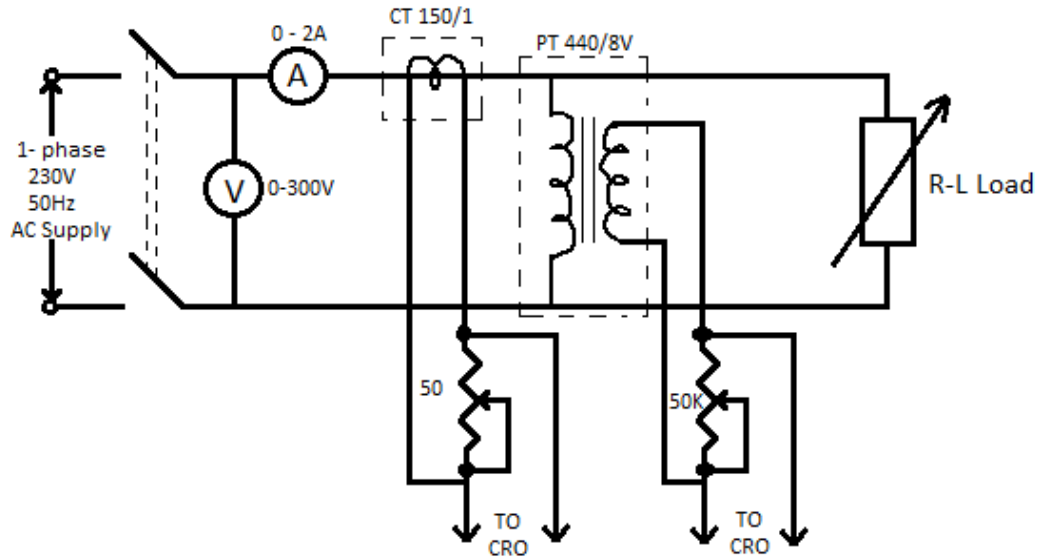 CT 150/1
0 - 2A
A
PT 440/8V
1- phase
230V
50Hz
AC Supply
V
0-300V
R-L Load
50
50K
TO
CRO
TO
CRO